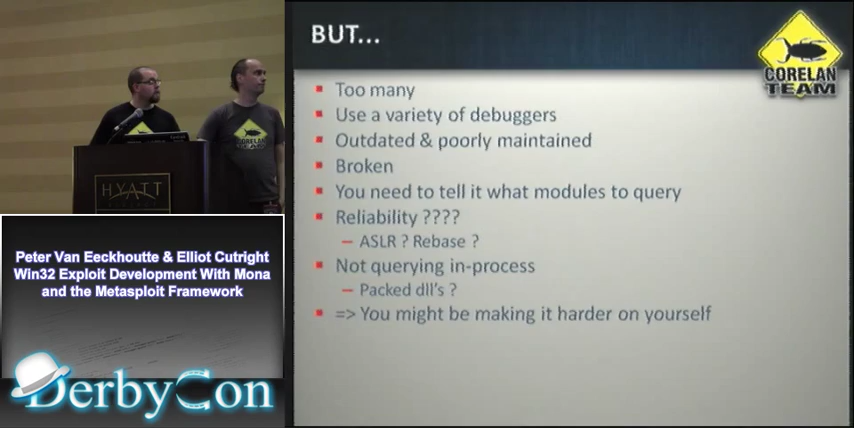 BUT...
CORELAN
TEAM
Too many
Use a variety of debuggers
Outdated & poorly maintained
Broken
You need to tell it what modules to query
Reliability ????
– ASLR ? Rebase ?
Not querying in-process
– Packed dll's ?
=> You might be making it harder on yourself
HYATT
Peter Van Eeckhoutte & Elliot Cutright
Win32 Exploit Development With Mona
and the Metasploit Framework
DerbyCon